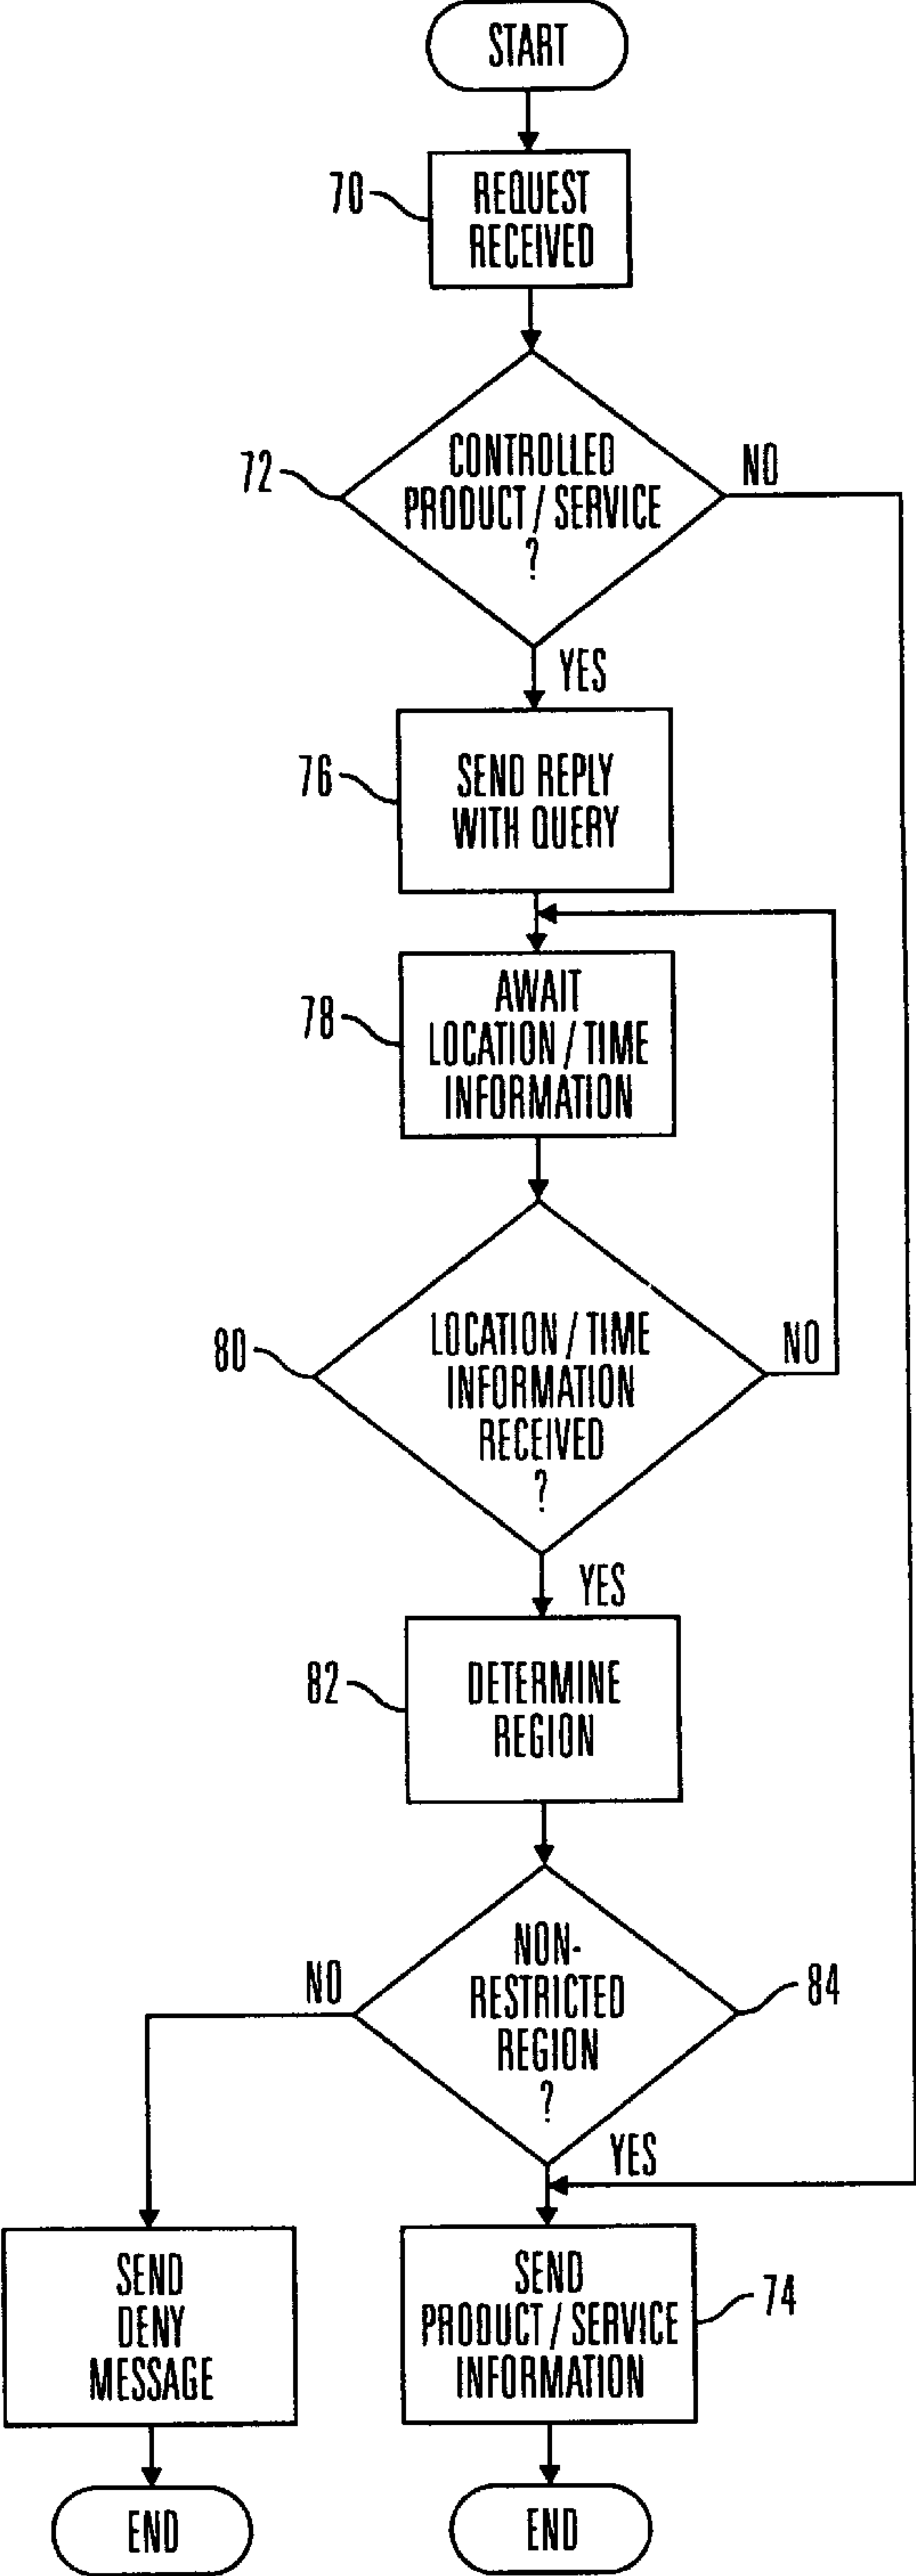 START
70
REQUEST
RECEIVED
72
CONTROLLED
PRODUCT / SERVICE
?
NO
YES
76
SEND REPLY
WITH QUERY
78
AWAIT
LOCATION / TIME
INFORMATION
80
LOCATION / TIME
INFORMATION
RECEIVED
?
NO
YES
82
DETERMINE
REGION
NO
NON-
RESTRICTED
REGION
?
84
YES
SEND
DENY
MESSAGE
SEND
PRODUCT / SERVICE
INFORMATION
74
END
END